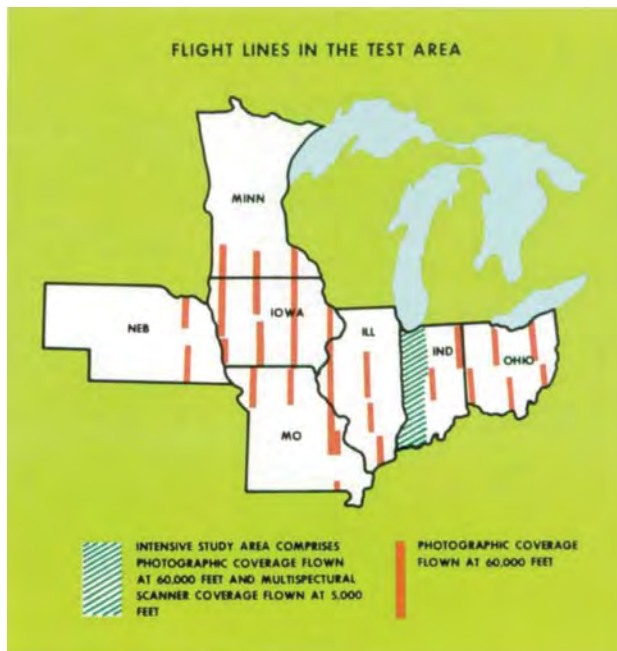 FLIGHT LINES IN THE TEST AREA
MINN
IOWA
NEB
ILL
IND
OHIO
MO
INTENSIVE STUDY AREA COMPRISES
PHOTOGRAPHIC COVERAGE FLOWN
AT 60,000 FEET AND MULTISPECTURAL
SCANNER COVERAGE FLOWN AT 5,000
FEET
PHOTOGRAPHIC COVERAGE
FLOWN AT 60,000 FEET